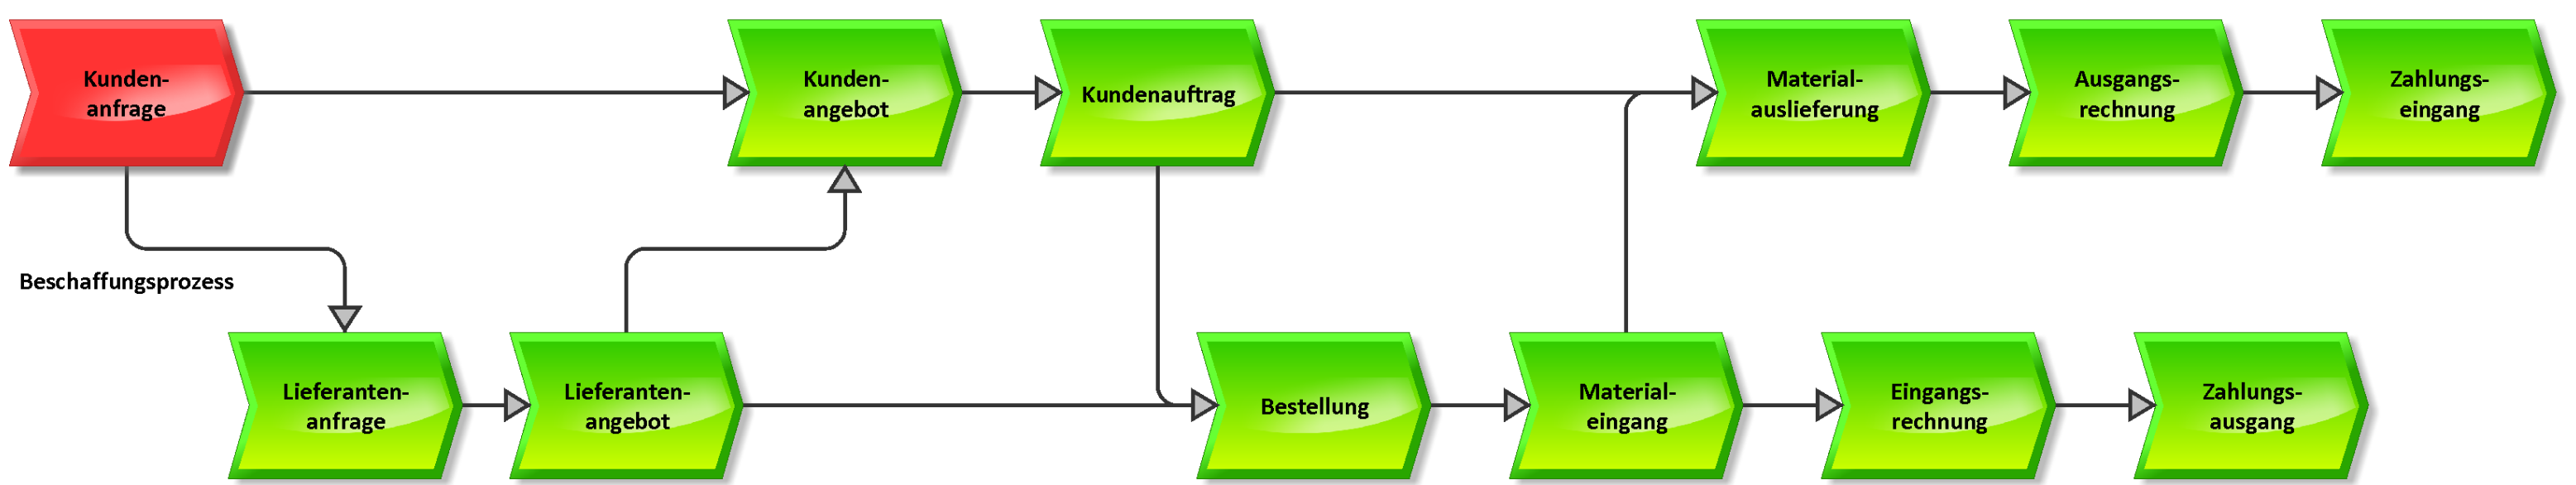 Kunden-
anfrage
Kunden-
angebot
Kundenauftrag
Material-
auslieferung
Ausgangs-
rechnung
Zahlungs-
eingang
Beschaffungsprozess
Lieferanten-
anfrage
Lieferanten-
angebot
Bestellung
Material-
eingang
Eingangs-
rechnung
Zahlungs-
ausgang